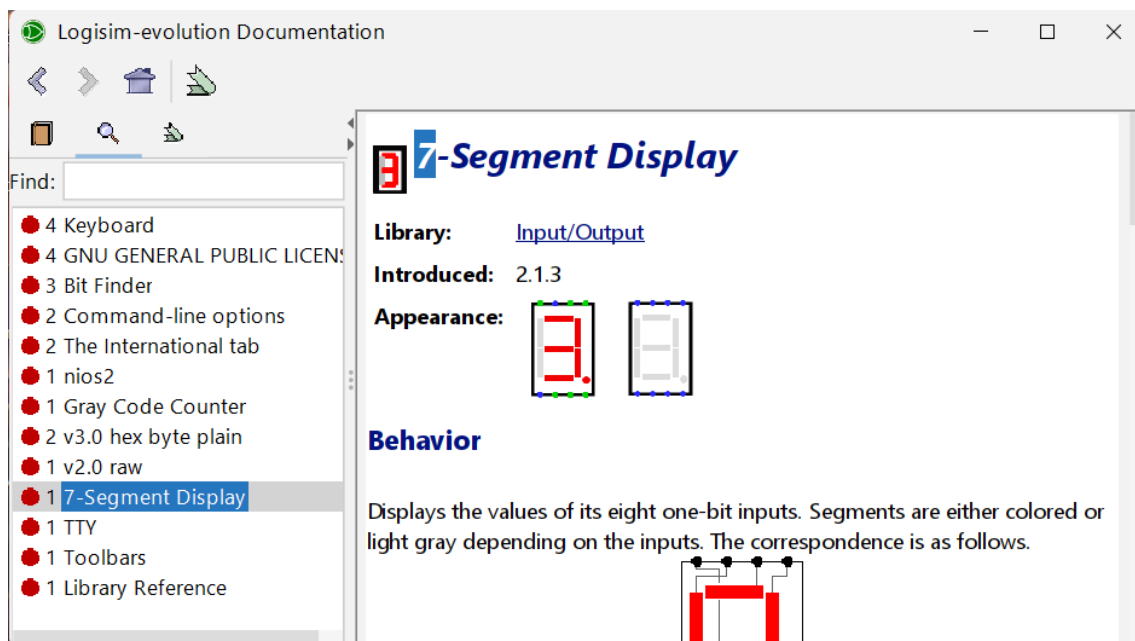 Logisim-evolution Documentation
Find:
4 Keyboard
4 GNU GENERAL PUBLIC
3 Bit Finder
2 Command-line options
2 The International tab
1 nios2
1 Gray Code Counter
2 v3.0 hex byte plain
1 v2.0 raw
1 7-Segment Display
1 TTY
1 Toolbars
1 Library Reference
7-Segment Display
Library: Input/Output
Introduced: 2.1.3
Appearance:
Behavior
Displays the values of its eight one-bit inputs. Segments are either colored or
light gray depending on the inputs. The correspondence is as follows.